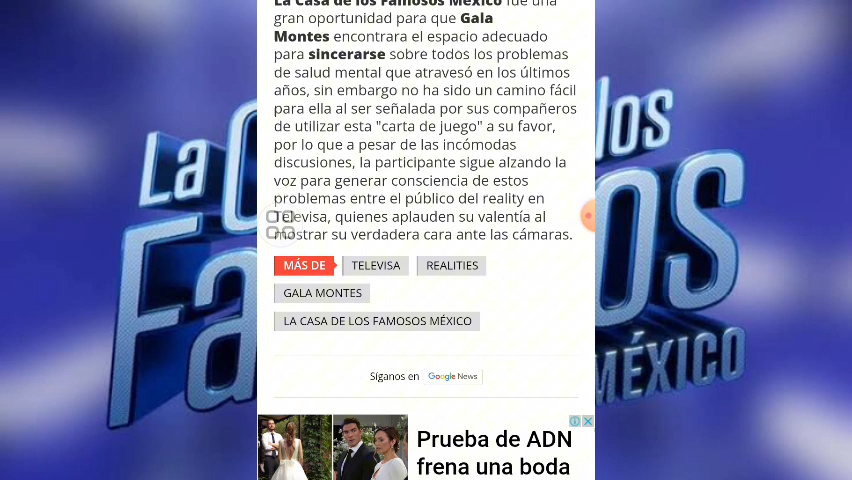 La Casa de los Famosos México fue una
gran oportunidad para que Gala
Montes encontrara el espacio adecuado
para sincerarse sobre todos los problemas
de salud mental que atravesó en los últimos
años, sin embargo no ha sido un camino fácil
para ella al ser señalada por sus compañeros
de utilizar esta "carta de juego" a su favor,
por lo que a pesar de las incómodas
discusiones, la participante sigue alzando la
voz para generar consciencia de estos
problemas entre el público del reality en
Televisa, quienes aplauden su valentía al
mostrar su verdadera cara ante las cámaras.
MÁS DE TELEVISA REALITIES
GALA MONTES
LA CASA DE LOS FAMOSOS MÉXICO
Síganos en Google News
Prueba de ADN
frena una boda
La
Fa
los
os
MÉXICO